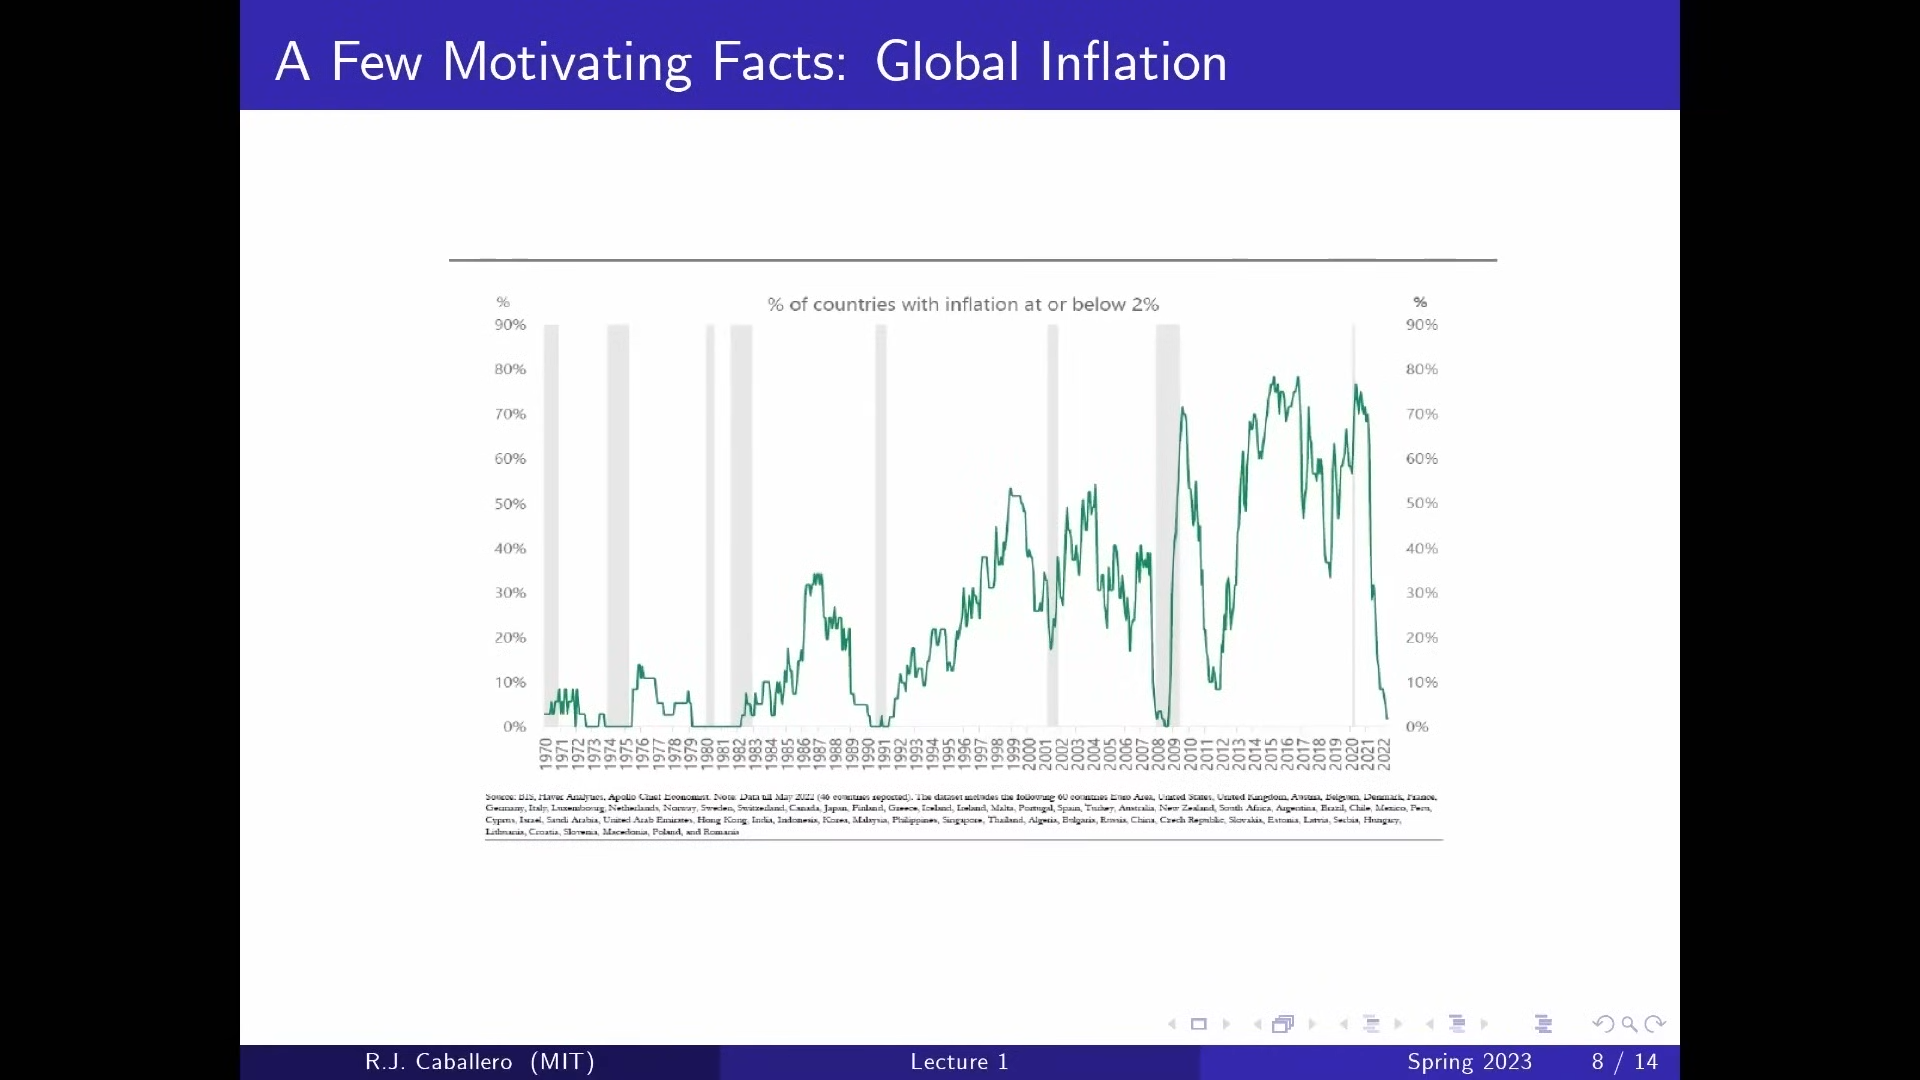 A Few Motivating Facts: Global Inflation
% % of countries with inflation at or below 2% %
90% 90%
80% 80%
70% 70%
60% 60%
50% 50%
40% 40%
30% 30%
20% 20%
10% 10%
0% 0%
1970 1971 1972 1973 1974 1975 1976 1977 1978 1979 1980 1981 1982 1983 1984 1985 1986 1987 1988 1989 1990 1991 1992 1993 1994 1995 1996 1997 1998 1999 2000 2001 2002 2003 2004 2005 2006 2007 2008 2009 2010 2011 2012 2013 2014 2015 2016 2017 2018 2019 2020 2021 2022
Source: BIS, Haver Analytics, Apollo Chief Economist. Note: Data till May 2022 (46 countries reported). The dataset includes the following 60 countries Euro Area, United States, United Kingdom, Austria, Belgium, Denmark, France,
Germany, Italy, Luxembourg, Netherlands, Norway, Sweden, Switzerland, Canada, Japan, Finland, Greece, Iceland, Ireland, Malta, Portugal, Spain, Turkey, Australia, New Zealand, South Africa, Argentina, Brazil, Chile, Mexico, Peru,
Cyprus, Israel, Saudi Arabia, United Arab Emirates, Hong Kong, India, Indonesia, Korea, Malaysia, Philippines, Singapore, Thailand, Algeria, Bulgaria, Russia, China, Czech Republic, Slovakia, Estonia, Latvia, Serbia, Hungary,
Lithuania, Croatia, Slovenia, Macedonia, Poland, and Romania
R.J. Caballero (MIT) Lecture 1 Spring 2023 8 / 14